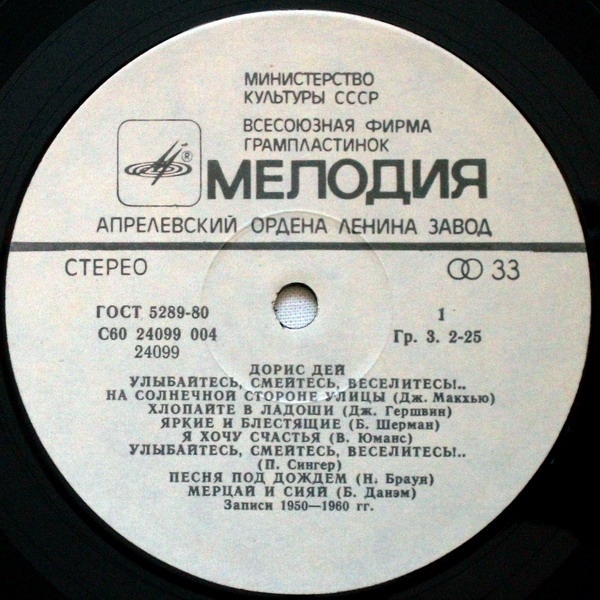 МИНИСТЕРСТВО
КУЛЬТУРЫ СССР
ВСЕСОЮЗНАЯ ФИРМА
ГРАМПЛАСТИНОК
®
МЕЛОДИЯ
АПРЕЛЕВСКИЙ ОРДЕНА ЛЕНИНА ЗАВОД
СТЕРЕО
33
ГОСТ 5289-80
1
С60 24099 004
Гр. 3. 2-25
24099
ДОРИС ДЕЙ
УЛЫБАЙТЕСЬ, СМЕЙТЕСЬ, ВЕСЕЛИТЕСЬ!..
НА СОЛНЕЧНОЙ СТОРОНЕ УЛИЦЫ (Дж. Макхью)
ХЛОПАЙТЕ В ЛАДОШИ (Дж. Гершвин)
ЯРКИЕ И БЛЕСТЯЩИЕ (Б. Шерман)
Я ХОЧУ СЧАСТЬЯ (В. Юманс)
УЛЫБАЙТЕСЬ, СМЕЙТЕСЬ, ВЕСЕЛИТЕСЬ!..
(П. Сингер)
ПЕСНЯ ПОД ДОЖДЕМ (Н. Браун)
МЕРЦАЙ И СИЯЙ (Б. Данэм)
Записи 1950—1960 гг.